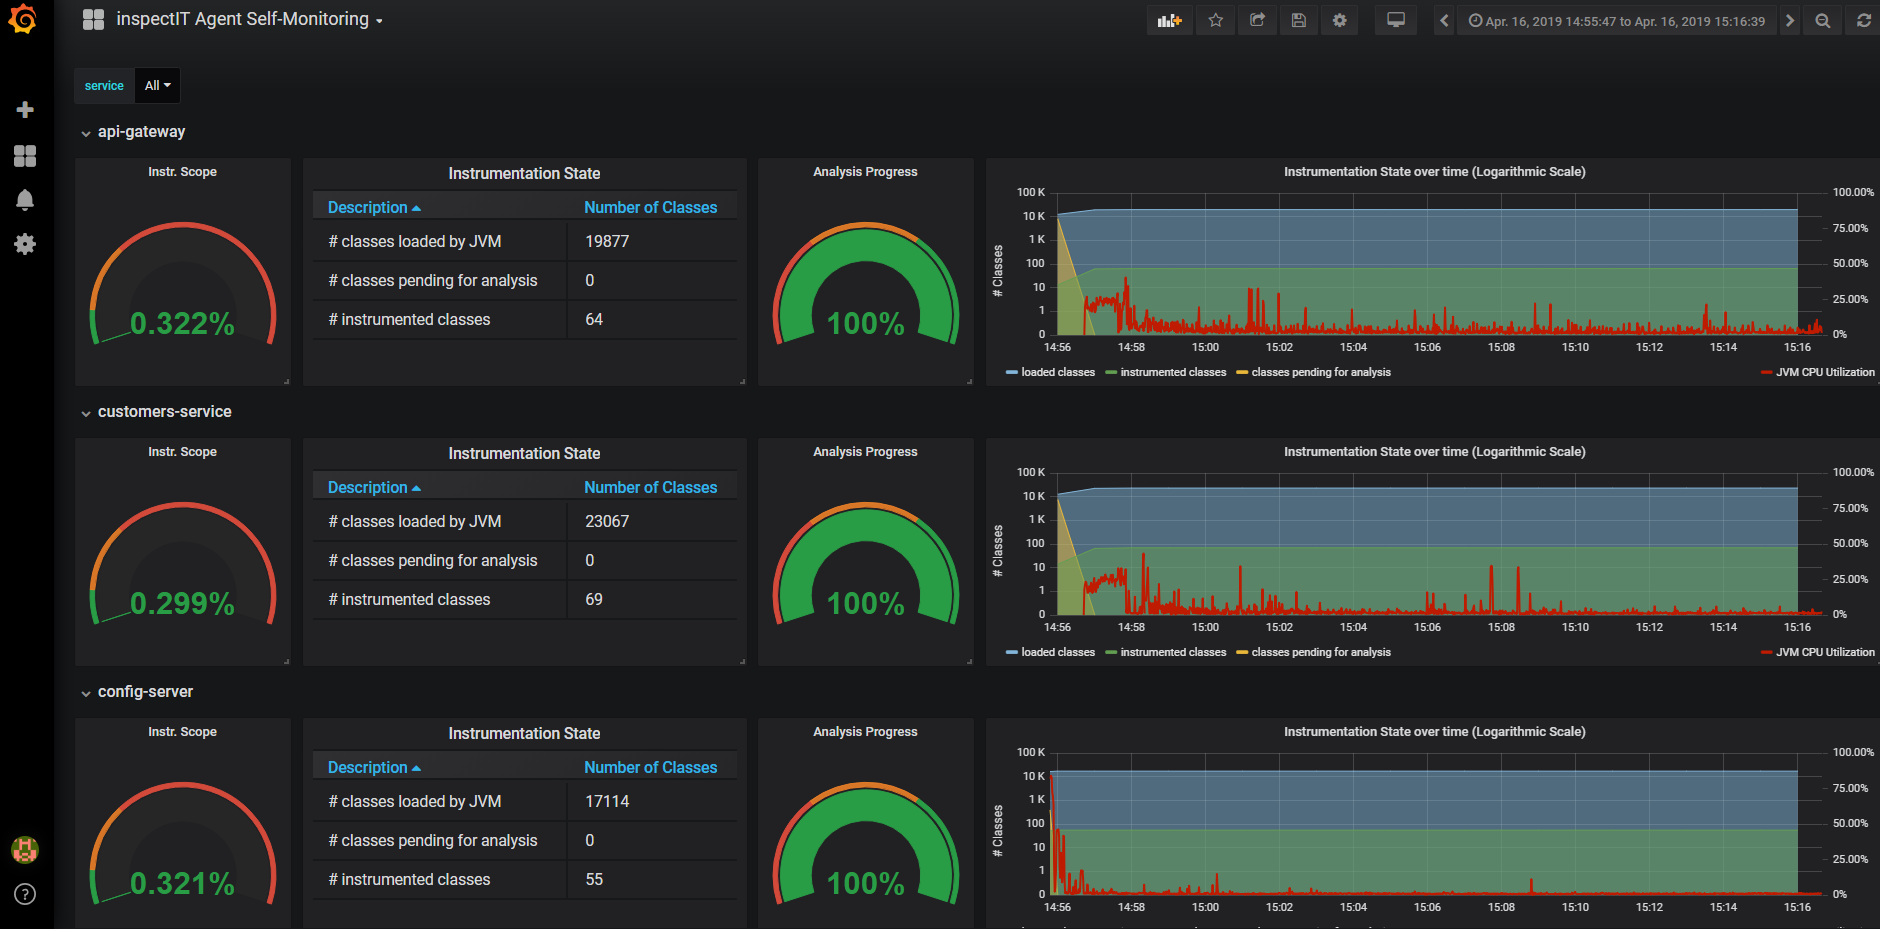 inspectIT Agent Self-Monitoring
Apr. 16, 2019 14:55:47 to Apr. 16, 2019 15:16:39
service All
api-gateway
Instr. Scope
0.322%
Instrumentation State
Description Number of Classes
# classes loaded by JVM 19877
# classes pending for analysis 0
# instrumented classes 64
Analysis Progress
100%
Instrumentation State over time (Logarithmic Scale)
# Classes
100 K 100.00%
10 K
75.00%
1 K
100 50.00%
10
25.00%
1
0 0%
14:56 14:58 15:00 15:02 15:04 15:06 15:08 15:10 15:12 15:14 15:16
loaded classes instrumented classes classes pending for analysis JVM CPU Utilization
customers-service
Instr. Scope
0.299%
Instrumentation State
Description Number of Classes
# classes loaded by JVM 23067
# classes pending for analysis 0
# instrumented classes 69
Analysis Progress
100%
Instrumentation State over time (Logarithmic Scale)
# Classes
100 K 100.00%
10 K
75.00%
1 K
100 50.00%
10
25.00%
1
0 0%
14:56 14:58 15:00 15:02 15:04 15:06 15:08 15:10 15:12 15:14 15:16
loaded classes instrumented classes classes pending for analysis JVM CPU Utilization
config-server
Instr. Scope
0.321%
Instrumentation State
Description Number of Classes
# classes loaded by JVM 17114
# classes pending for analysis 0
# instrumented classes 55
Analysis Progress
100%
Instrumentation State over time (Logarithmic Scale)
# Classes
100 K 100.00%
10 K
75.00%
1 K
100 50.00%
10
25.00%
1
0 0%
14:56 14:58 15:00 15:02 15:04 15:06 15:08 15:10 15:12 15:14 15:16